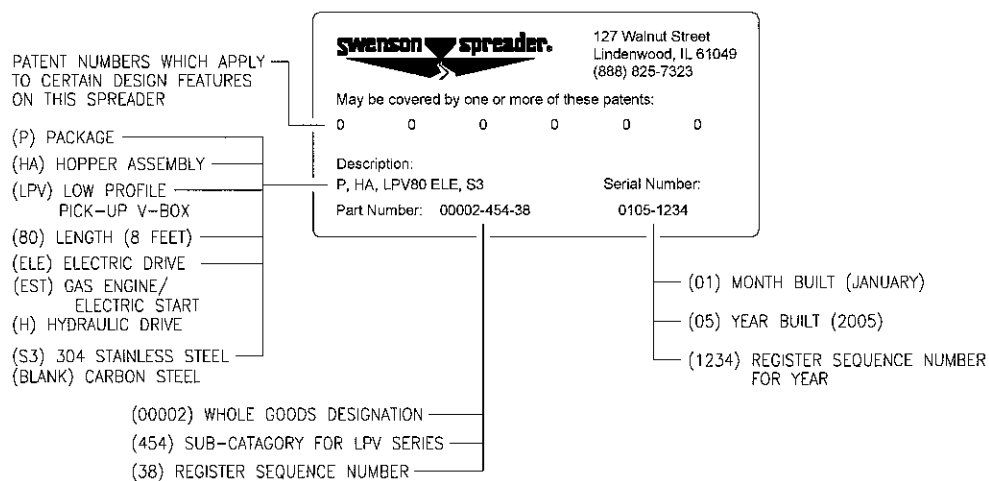 swenson spreader.
127 Walnut Street
Lindenwood, IL 61049
(888) 825-7323
May be covered by one or more of these patents:
0 0 0 0 0 0
Description:
P, HA, LPV80 ELE, S3
Serial Number:
Part Number: 00002-454-38
0105-1234
PATENT NUMBERS WHICH APPLY
TO CERTAIN DESIGN FEATURES
ON THIS SPREADER
(P) PACKAGE
(HA) HOPPER ASSEMBLY
(LPV) LOW PROFILE
PICK-UP V-BOX
(80) LENGTH (8 FEET)
(ELE) ELECTRIC DRIVE
(EST) GAS ENGINE/
ELECTRIC START
(H) HYDRAULIC DRIVE
(S3) 304 STAINLESS STEEL
(BLANK) CARBON STEEL
(01) MONTH BUILT (JANUARY)
(05) YEAR BUILT (2005)
(1234) REGISTER SEQUENCE NUMBER
FOR YEAR
(00002) WHOLE GOODS DESIGNATION
(454) SUB-CATAGORY FOR LPV SERIES
(38) REGISTER SEQUENCE NUMBER